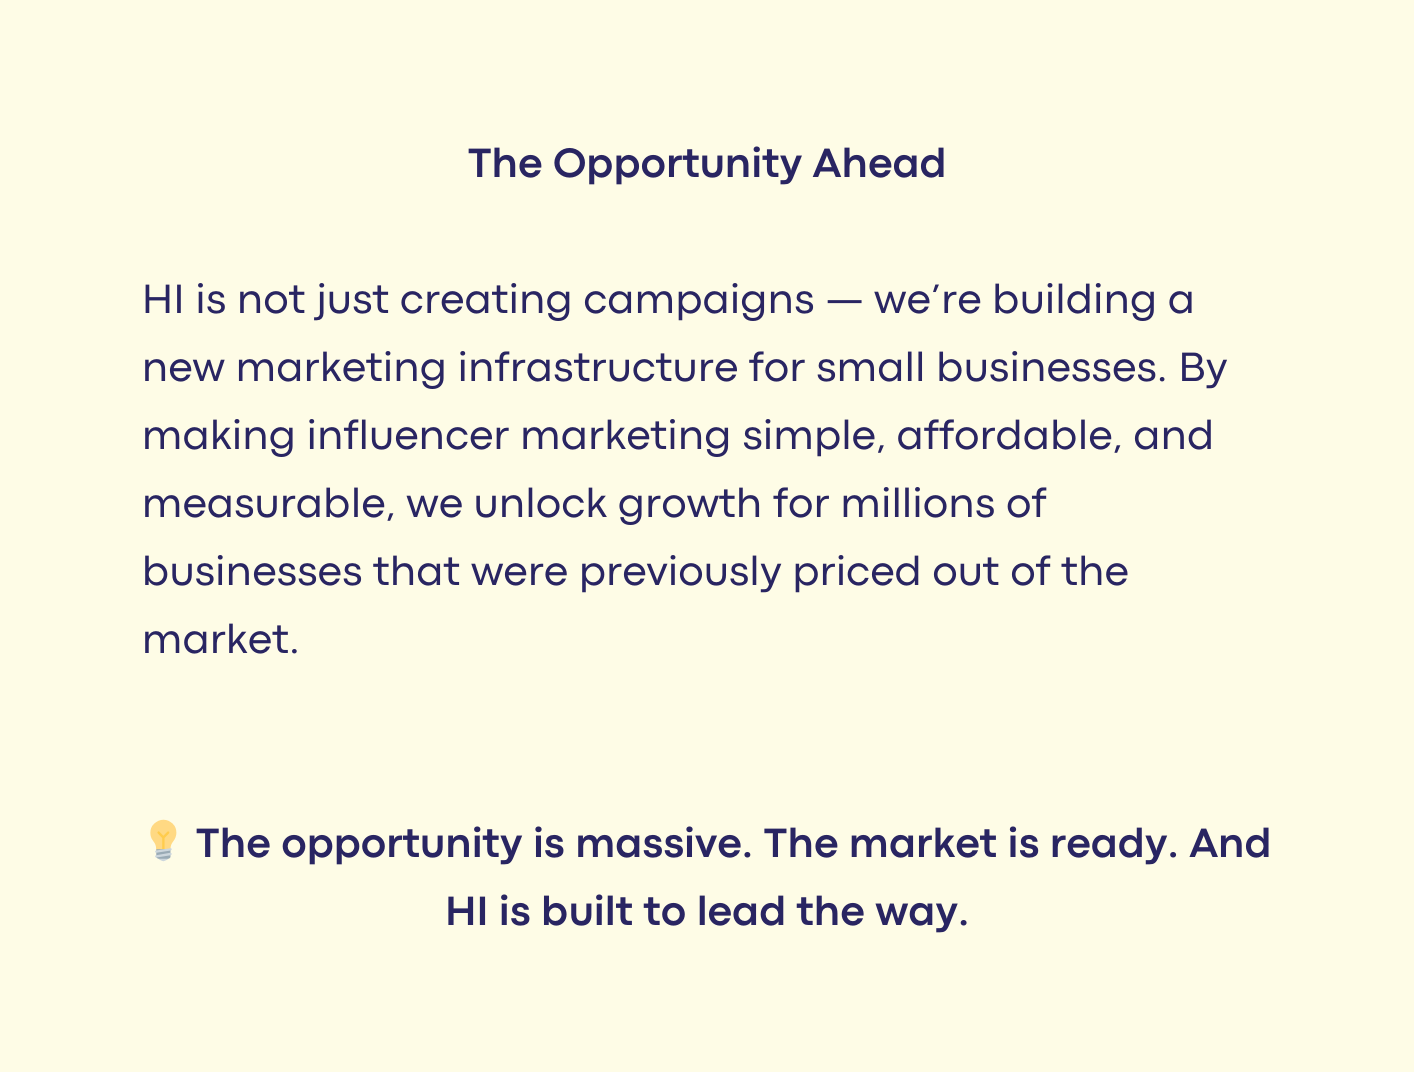 The Opportunity Ahead
HI is not just creating campaigns — we’re building a
new marketing infrastructure for small businesses. By
making influencer marketing simple, affordable, and
measurable, we unlock growth for millions of
businesses that were previously priced out of the
market.
💡 The opportunity is massive. The market is ready. And
HI is built to lead the way.